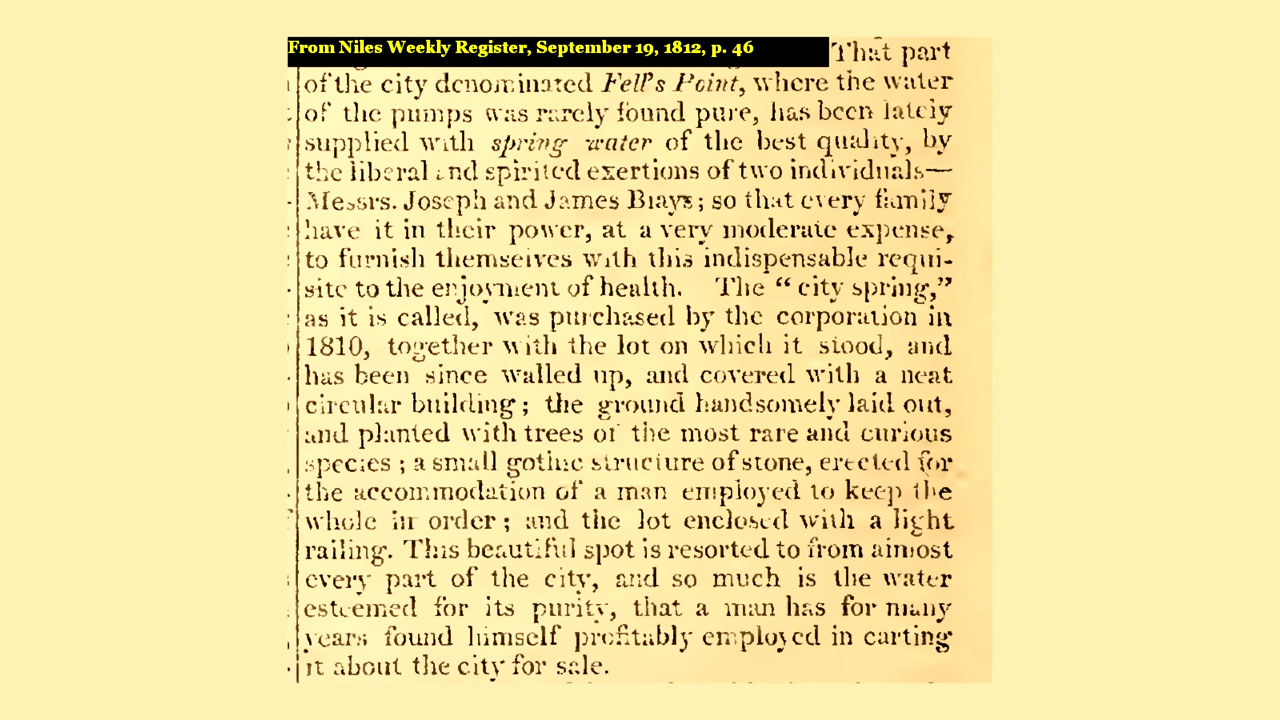 From Niles Weekly Register, September 19, 1812, p. 46
That part
of the city denominated Fell's Point, where the water
of the pumps was rarely found pure, has been lately
supplied with spring water of the best quality, by
the liberal and spirited exertions of two individuals—
Messrs. Joseph and James Biays; so that every family
have it in their power, at a very moderate expense,
to furnish themselves with this indispensable requi-
site to the enjoyment of health. The “ city spring,”
as it is called, was purchased by the corporation in
1810, together with the lot on which it stood, and
has been since walled up, and covered with a neat
circular building ; the ground handsomely laid out,
and planted with trees of the most rare and curious
species ; a small gothic structure of stone, erected for
the accommodation of a man employed to keep the
whole in order ; and the lot enclosed with a light
railing. This beautiful spot is resorted to from almost
every part of the city, and so much is the water
esteemed for its purity, that a man has for many
years found himself profitably employed in carting
it about the city for sale.